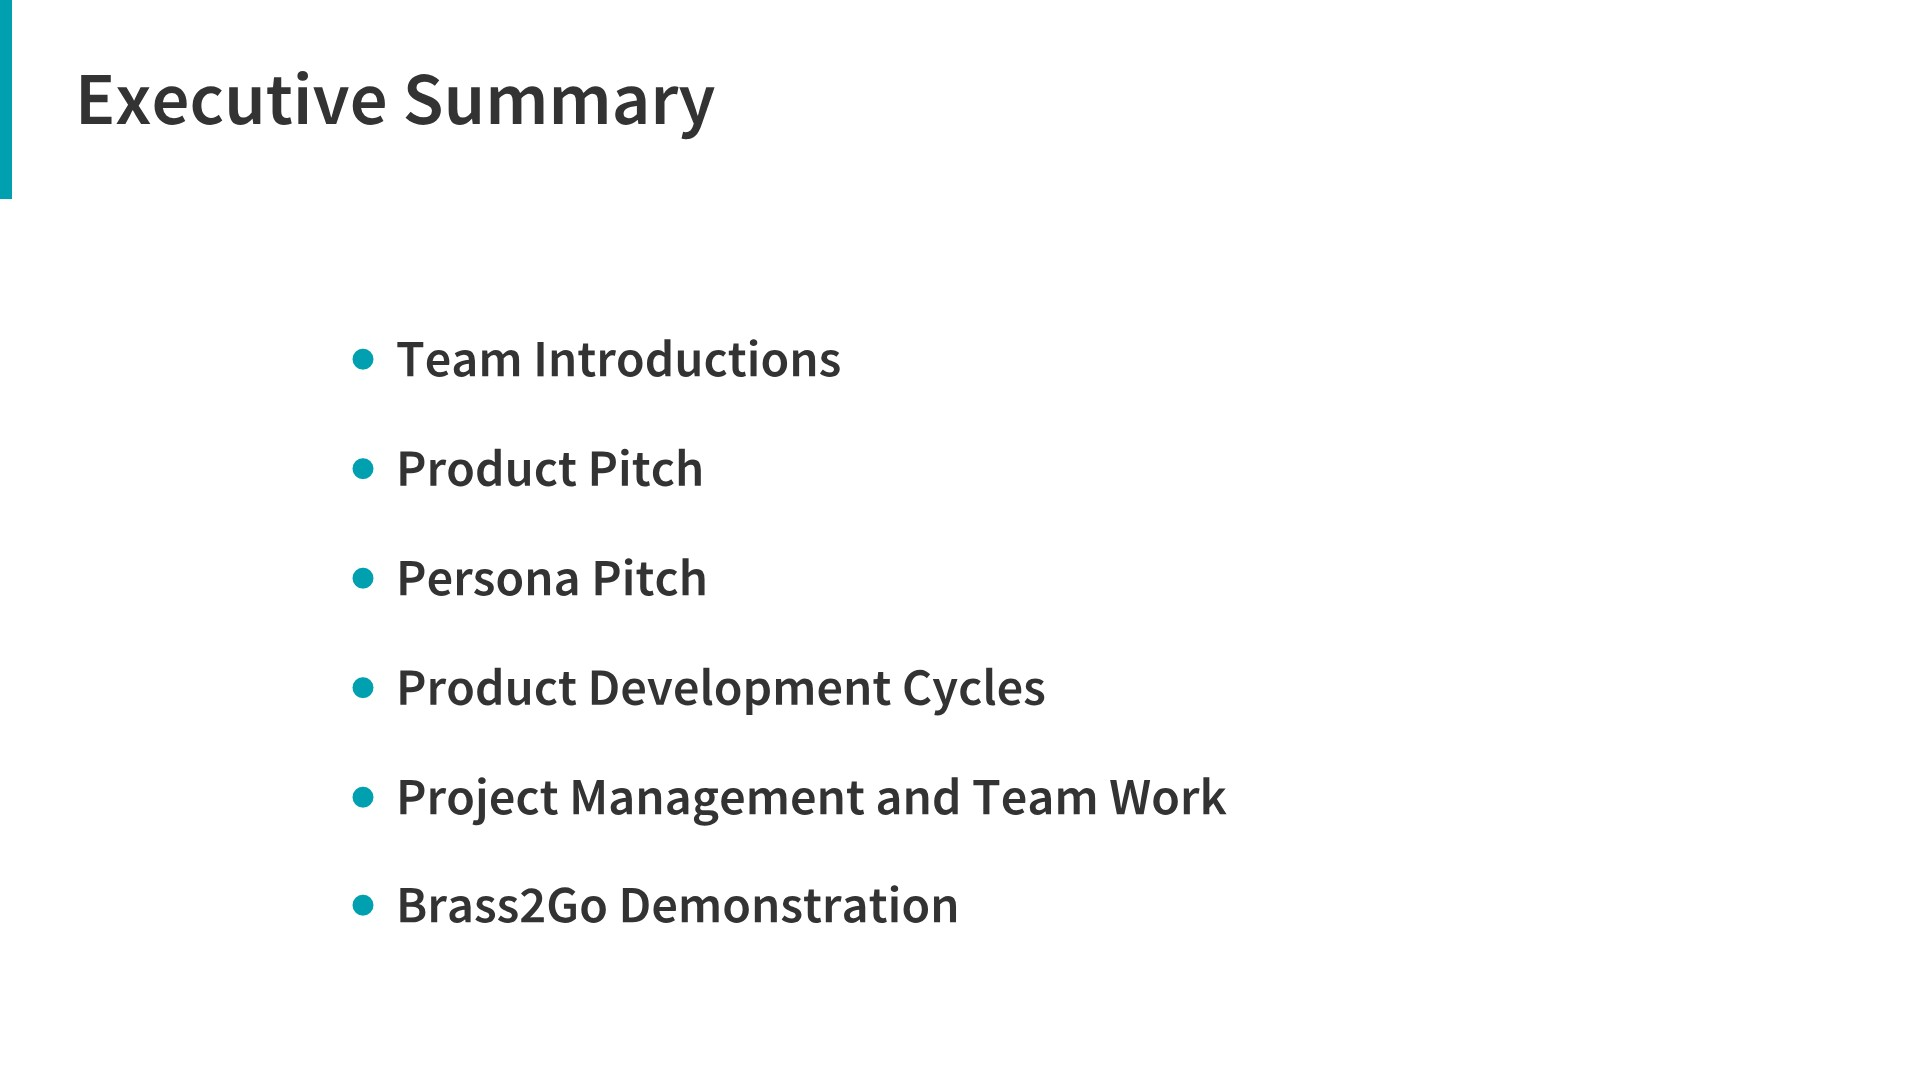 Executive Summary
● Team Introductions
● Product Pitch
● Persona Pitch
● Product Development Cycles
● Project Management and Team Work
● Brass2Go Demonstration